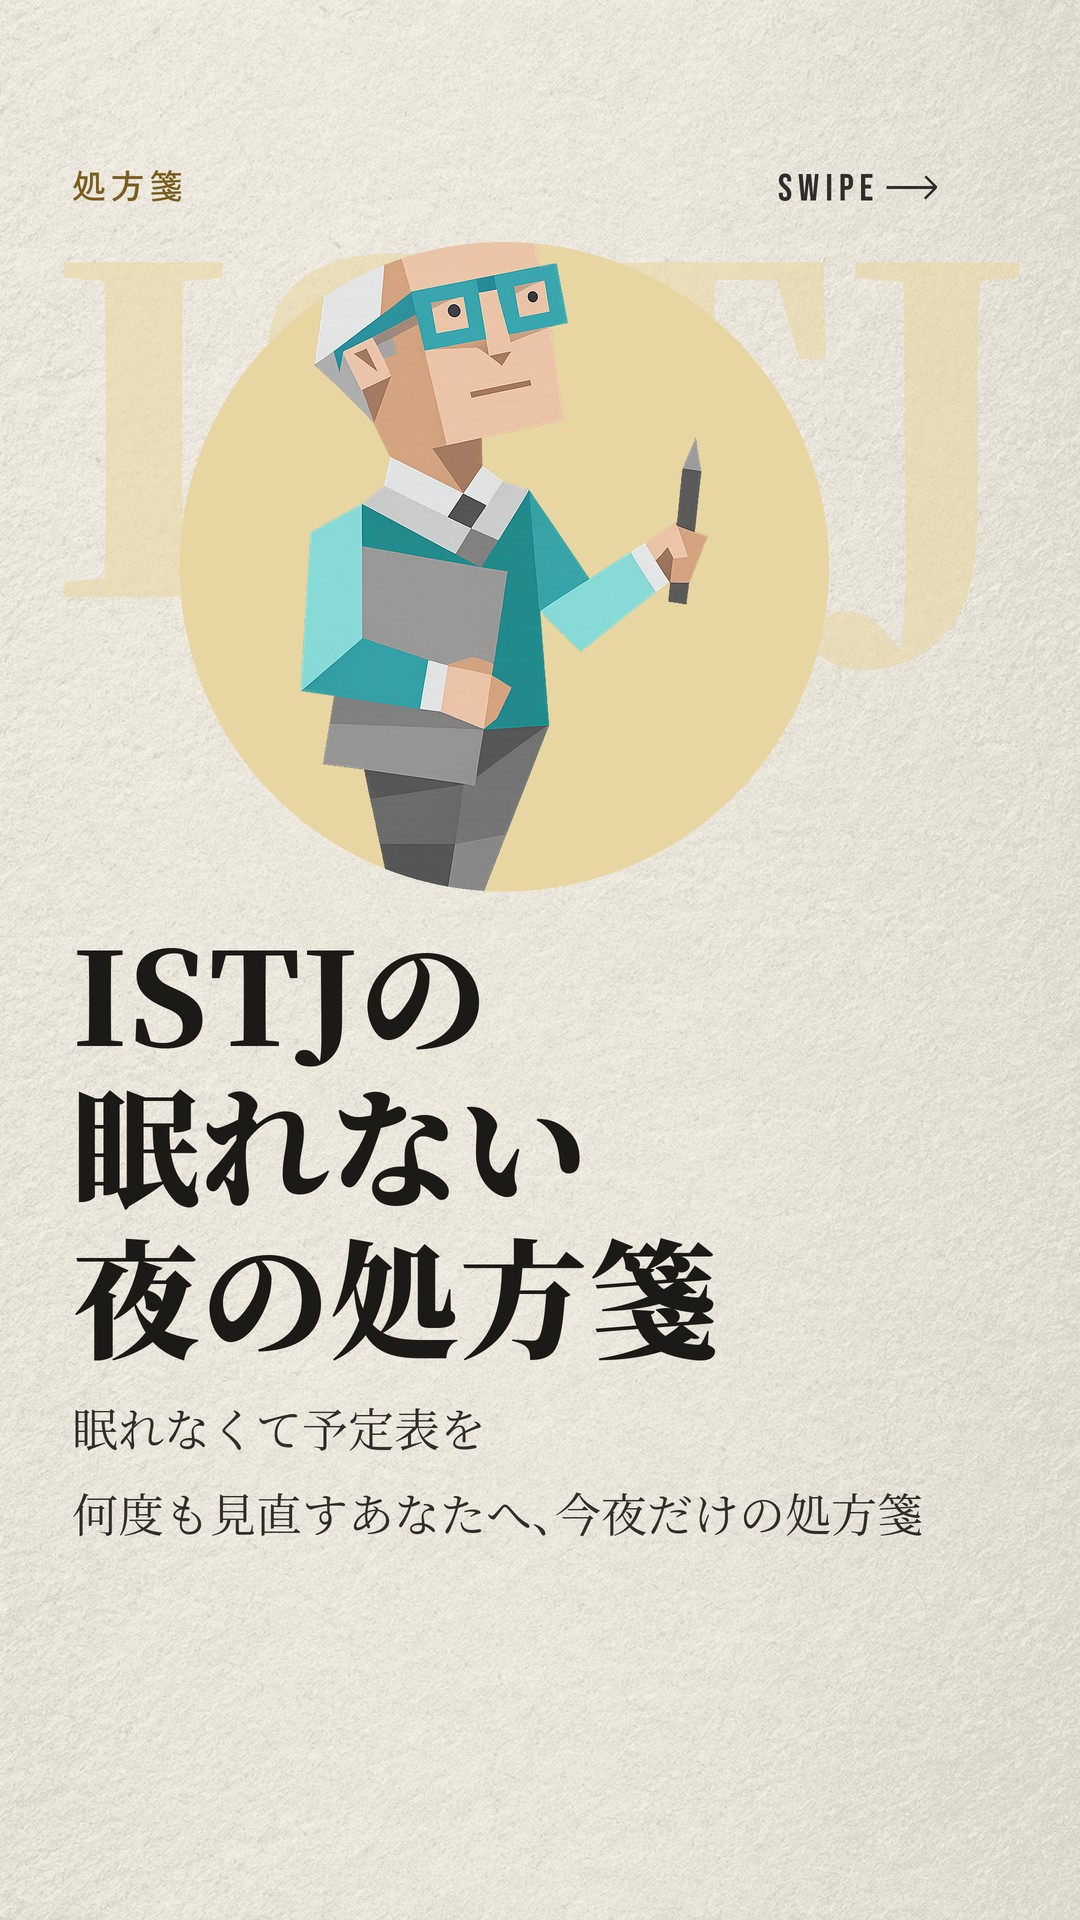 処方箋
SWIPE →
ISTJ
ISTJの
眠れない
夜の処方箋
眠れなくて予定表を
何度も見直すあなたへ、今夜だけの処方箋